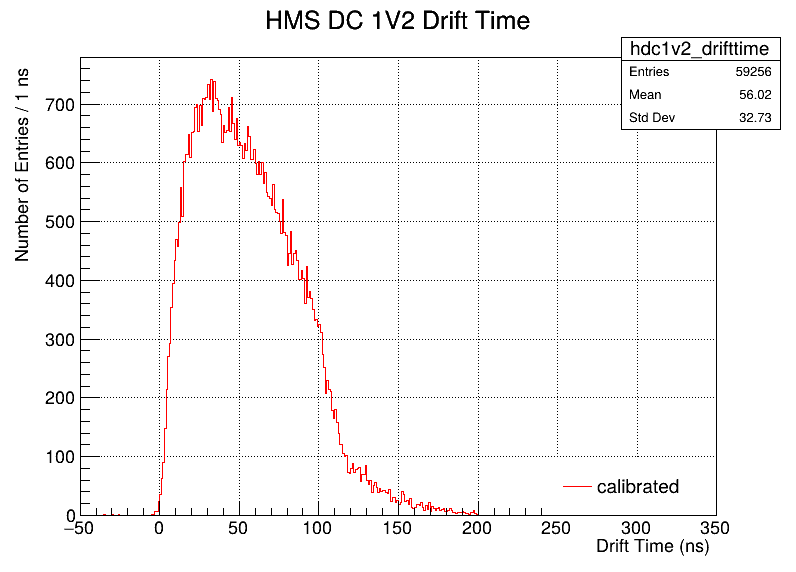 HMS DC 1V2 Drift Time
hdc1v2_drifttime
Entries 59256
Mean 56.02
Std Dev 32.73
Number of Entries / 1 ns
700
600
500
400
300
200
100
0
calibrated
−50 0 50 100 150 200 250 300 350
Drift Time (ns)